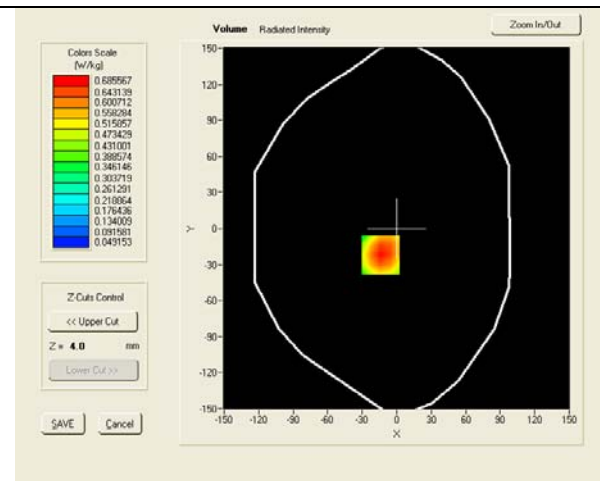 Volume Radiated Intensity
Zoom In/Out
Colors Scale
(W/kg)
0.685567
0.643139
0.600712
0.558284
0.515857
0.473429
0.431001
0.388574
0.346146
0.303719
0.261291
0.218864
0.176436
0.134009
0.091581
0.049153
Z-Cuts Control
<< Upper Cut
Z = 4.0 mm
Lower Cut >>
SAVE Cancel
150
120
90
60
30
0
-30
-60
-90
-120
-150
Y
-150 -120 -90 -60 -30 0 30 60 90 120 150
X